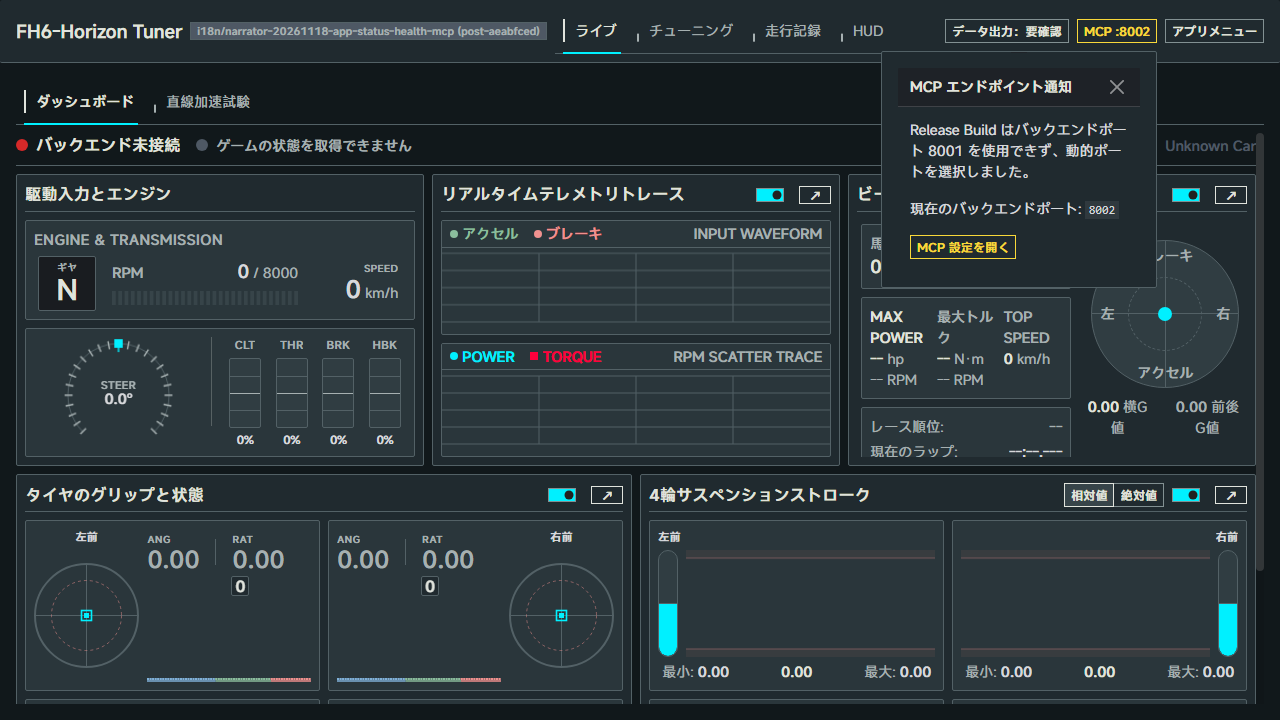 FH6-Horizon Tuner
i18n/narrator-20261118-app-status-health-mcp (post-aeabfced)
ライブ
チューニング
走行記録
HUD
データ出力: 要確認
MCP :8002
アプリメニュー
ダッシュボード
直線加速試験
MCP エンドポイント通知
Release Build はバックエンドポー
ト 8001 を使用できず、動的ポー
トを選択しました。
現在のバックエンドポート: 8002
MCP 設定を開く
バックエンド未接続
ゲームの状態を取得できません
Unknown Car
駆動入力とエンジン
ENGINE & TRANSMISSION
ギヤ
N
RPM
0 / 8000
SPEED
0 km/h
STEER
0.0°
CLT THR BRK HBK
0% 0% 0% 0%
リアルタイムテレメトリトレース
アクセル ブレーキ
INPUT WAVEFORM
POWER TORQUE
RPM SCATTER TRACE
ピー
馬
0
MAX
POWER
-- hp
-- RPM
最大トル
ク
-- N·m
-- RPM
TOP
SPEED
0 km/h
レース順位: --
現在のラップ: --:--.---
レーキ
左
右
アクセル
0.00 横G
値
0.00 前後
G値
タイヤのグリップと状態
左前
ANG
0.00
RAT
0.00
0
ANG
0.00
RAT
0.00
0
右前
4輪サスペンションストローク
相対値 絶対値
左前
最小: 0.00 0.00 最大: 0.00
右前
最小: 0.00 0.00 最大: 0.00